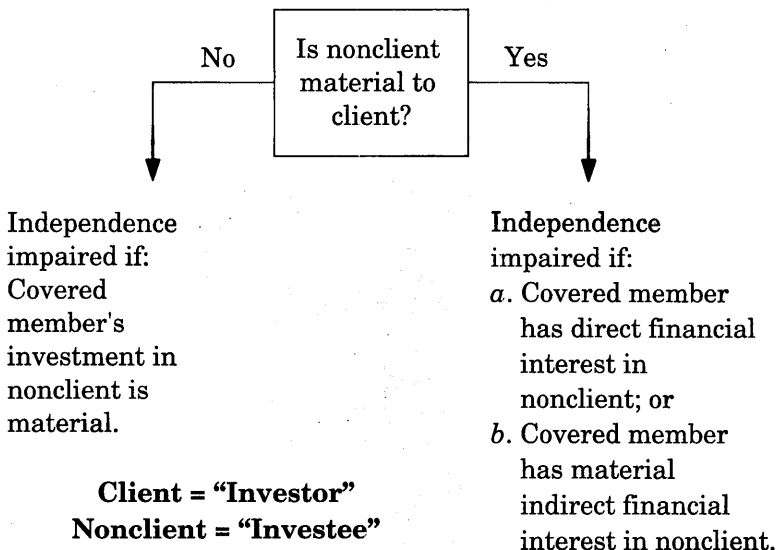 No
Is nonclient
material to
client?
Yes
Independence
impaired if:
Covered
member's
investment in
nonclient is
material.
Independence
impaired if:
a. Covered member
has direct financial
interest in
nonclient; or
b. Covered member
has material
indirect financial
interest in nonclient.
Client = “Investor”
Nonclient = “Investee”